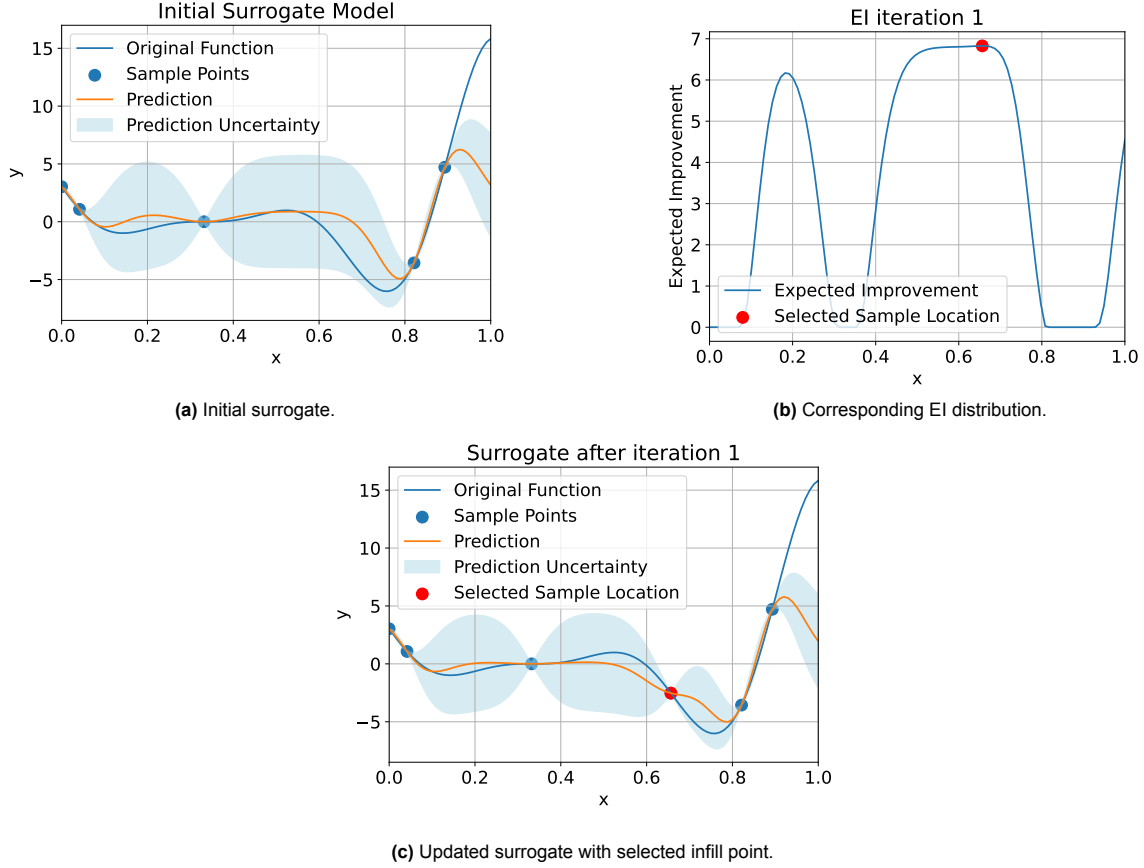 Initial Surrogate Model
Original Function
Sample Points
Prediction
Prediction Uncertainty
15
10
5
0
−5
y
0.0 0.2 0.4 0.6 0.8 1.0
x
(a) Initial surrogate.
EI iteration 1
7
6
5
4
3
2
1
0
Expected Improvement
Expected Improvement
Selected Sample Location
0.0 0.2 0.4 0.6 0.8 1.0
x
(b) Corresponding EI distribution.
Surrogate after iteration 1
Original Function
Sample Points
Prediction
Prediction Uncertainty
Selected Sample Location
15
10
5
0
−5
y
0.0 0.2 0.4 0.6 0.8 1.0
x
(c) Updated surrogate with selected infill point.